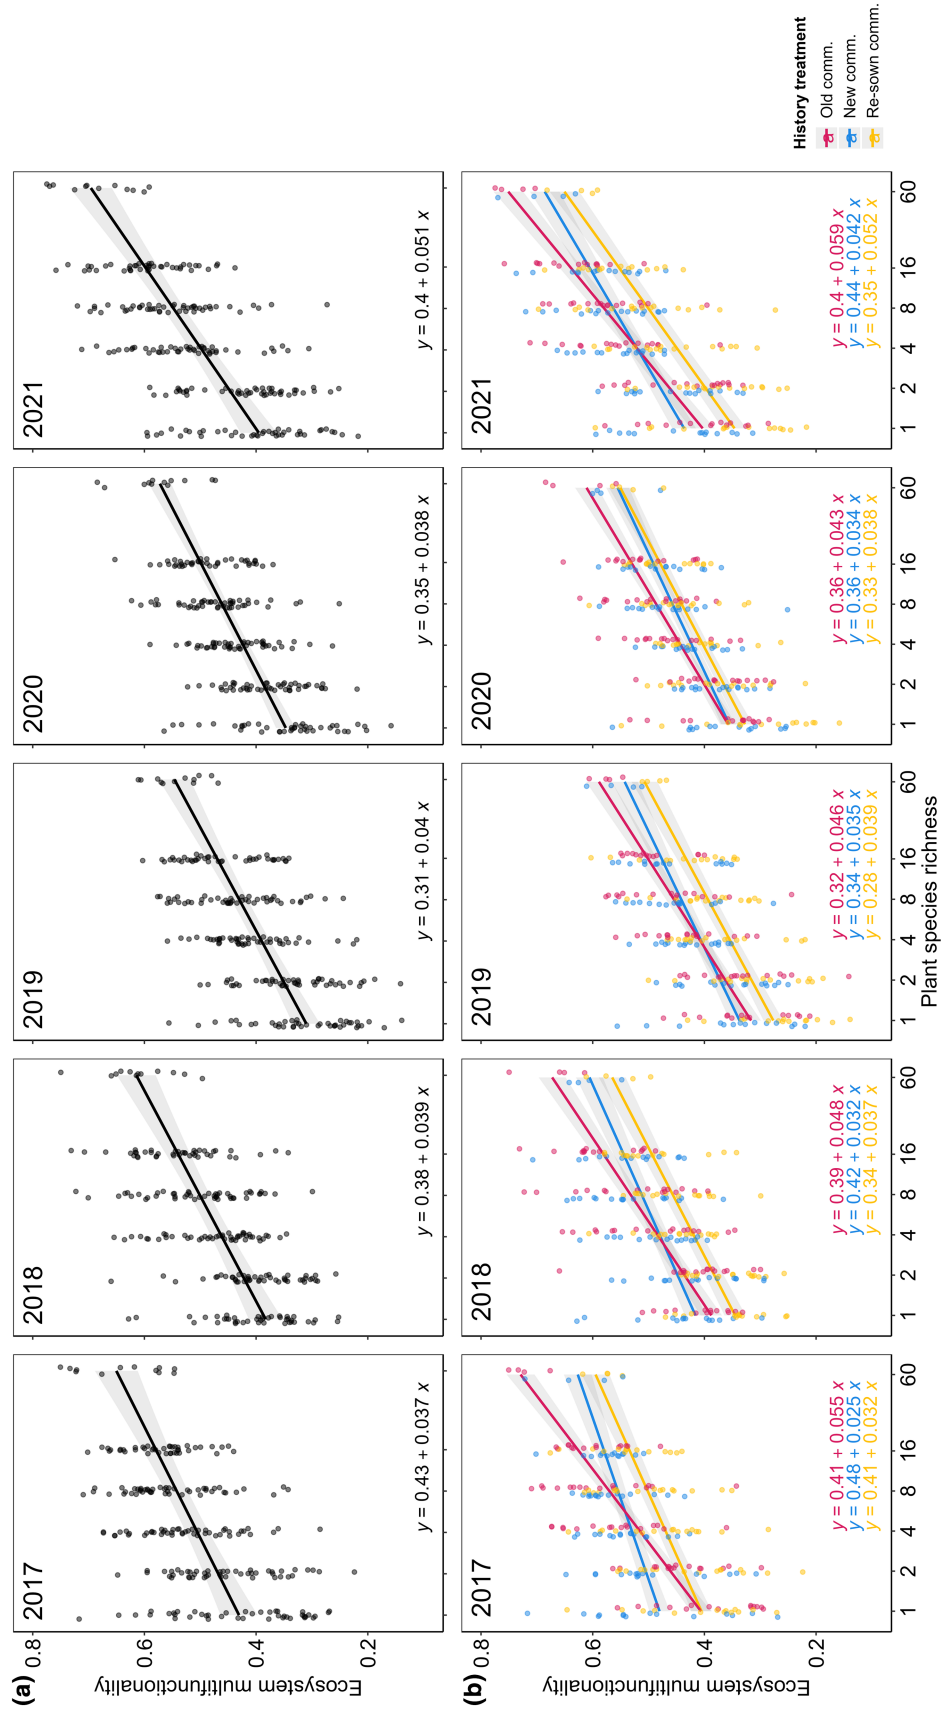 (a)
2017
2018
2019
2020
2021
Ecosystem multifunctionality
0.8
0.6
0.4
0.2
y = 0.43 + 0.037 x
y = 0.38 + 0.039 x
y = 0.31 + 0.04 x
y = 0.35 + 0.038 x
y = 0.4 + 0.051 x
(b)
2017
2018
2019
2020
2021
Ecosystem multifunctionality
0.8
0.6
0.4
0.2
y = 0.41 + 0.055 x
y = 0.48 + 0.025 x
y = 0.41 + 0.032 x
y = 0.39 + 0.048 x
y = 0.42 + 0.032 x
y = 0.34 + 0.037 x
y = 0.32 + 0.046 x
y = 0.34 + 0.035 x
y = 0.28 + 0.039 x
y = 0.36 + 0.043 x
y = 0.36 + 0.034 x
y = 0.33 + 0.038 x
y = 0.4 + 0.059 x
y = 0.44 + 0.042 x
y = 0.35 + 0.052 x
1 2 4 8 16 60
1 2 4 8 16 60
1 2 4 8 16 60
1 2 4 8 16 60
1 2 4 8 16 60
Plant species richness
History treatment
a Old comm.
a New comm.
a Re-sown comm.